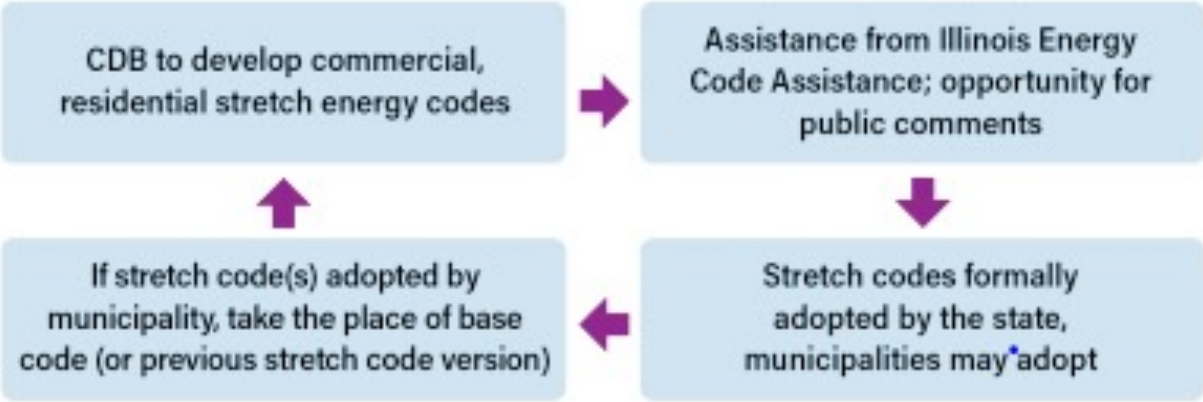 CDB to develop commercial,
residential stretch energy codes
Assistance from Illinois Energy
Code Assistance; opportunity for
public comments
Stretch codes formally
adopted by the state,
municipalities may adopt
If stretch code(s) adopted by
municipality, take the place of base
code (or previous stretch code version)